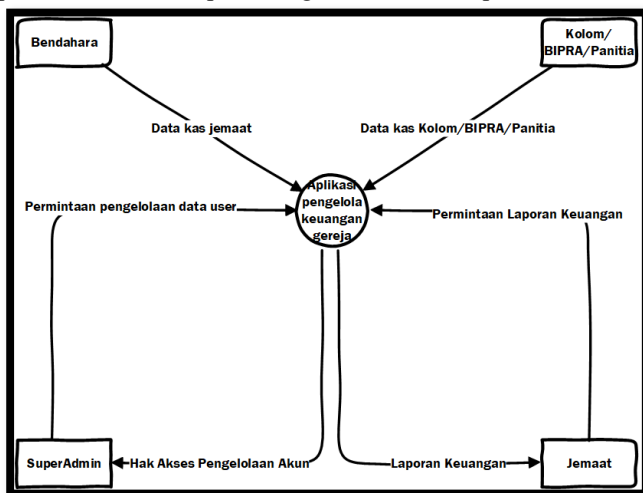 Bendahara
Kolom/
BIPRA/Panitia
Data kas jemaat
Data kas Kolom/BIPRA/Panitia
Aplikasi
pengelola
keuangan
gereja
Permintaan pengelolaan data user
Permintaan Laporan Keuangan
SuperAdmin
Hak Akses Pengelolaan Akun
Laporan Keuangan
Jemaat